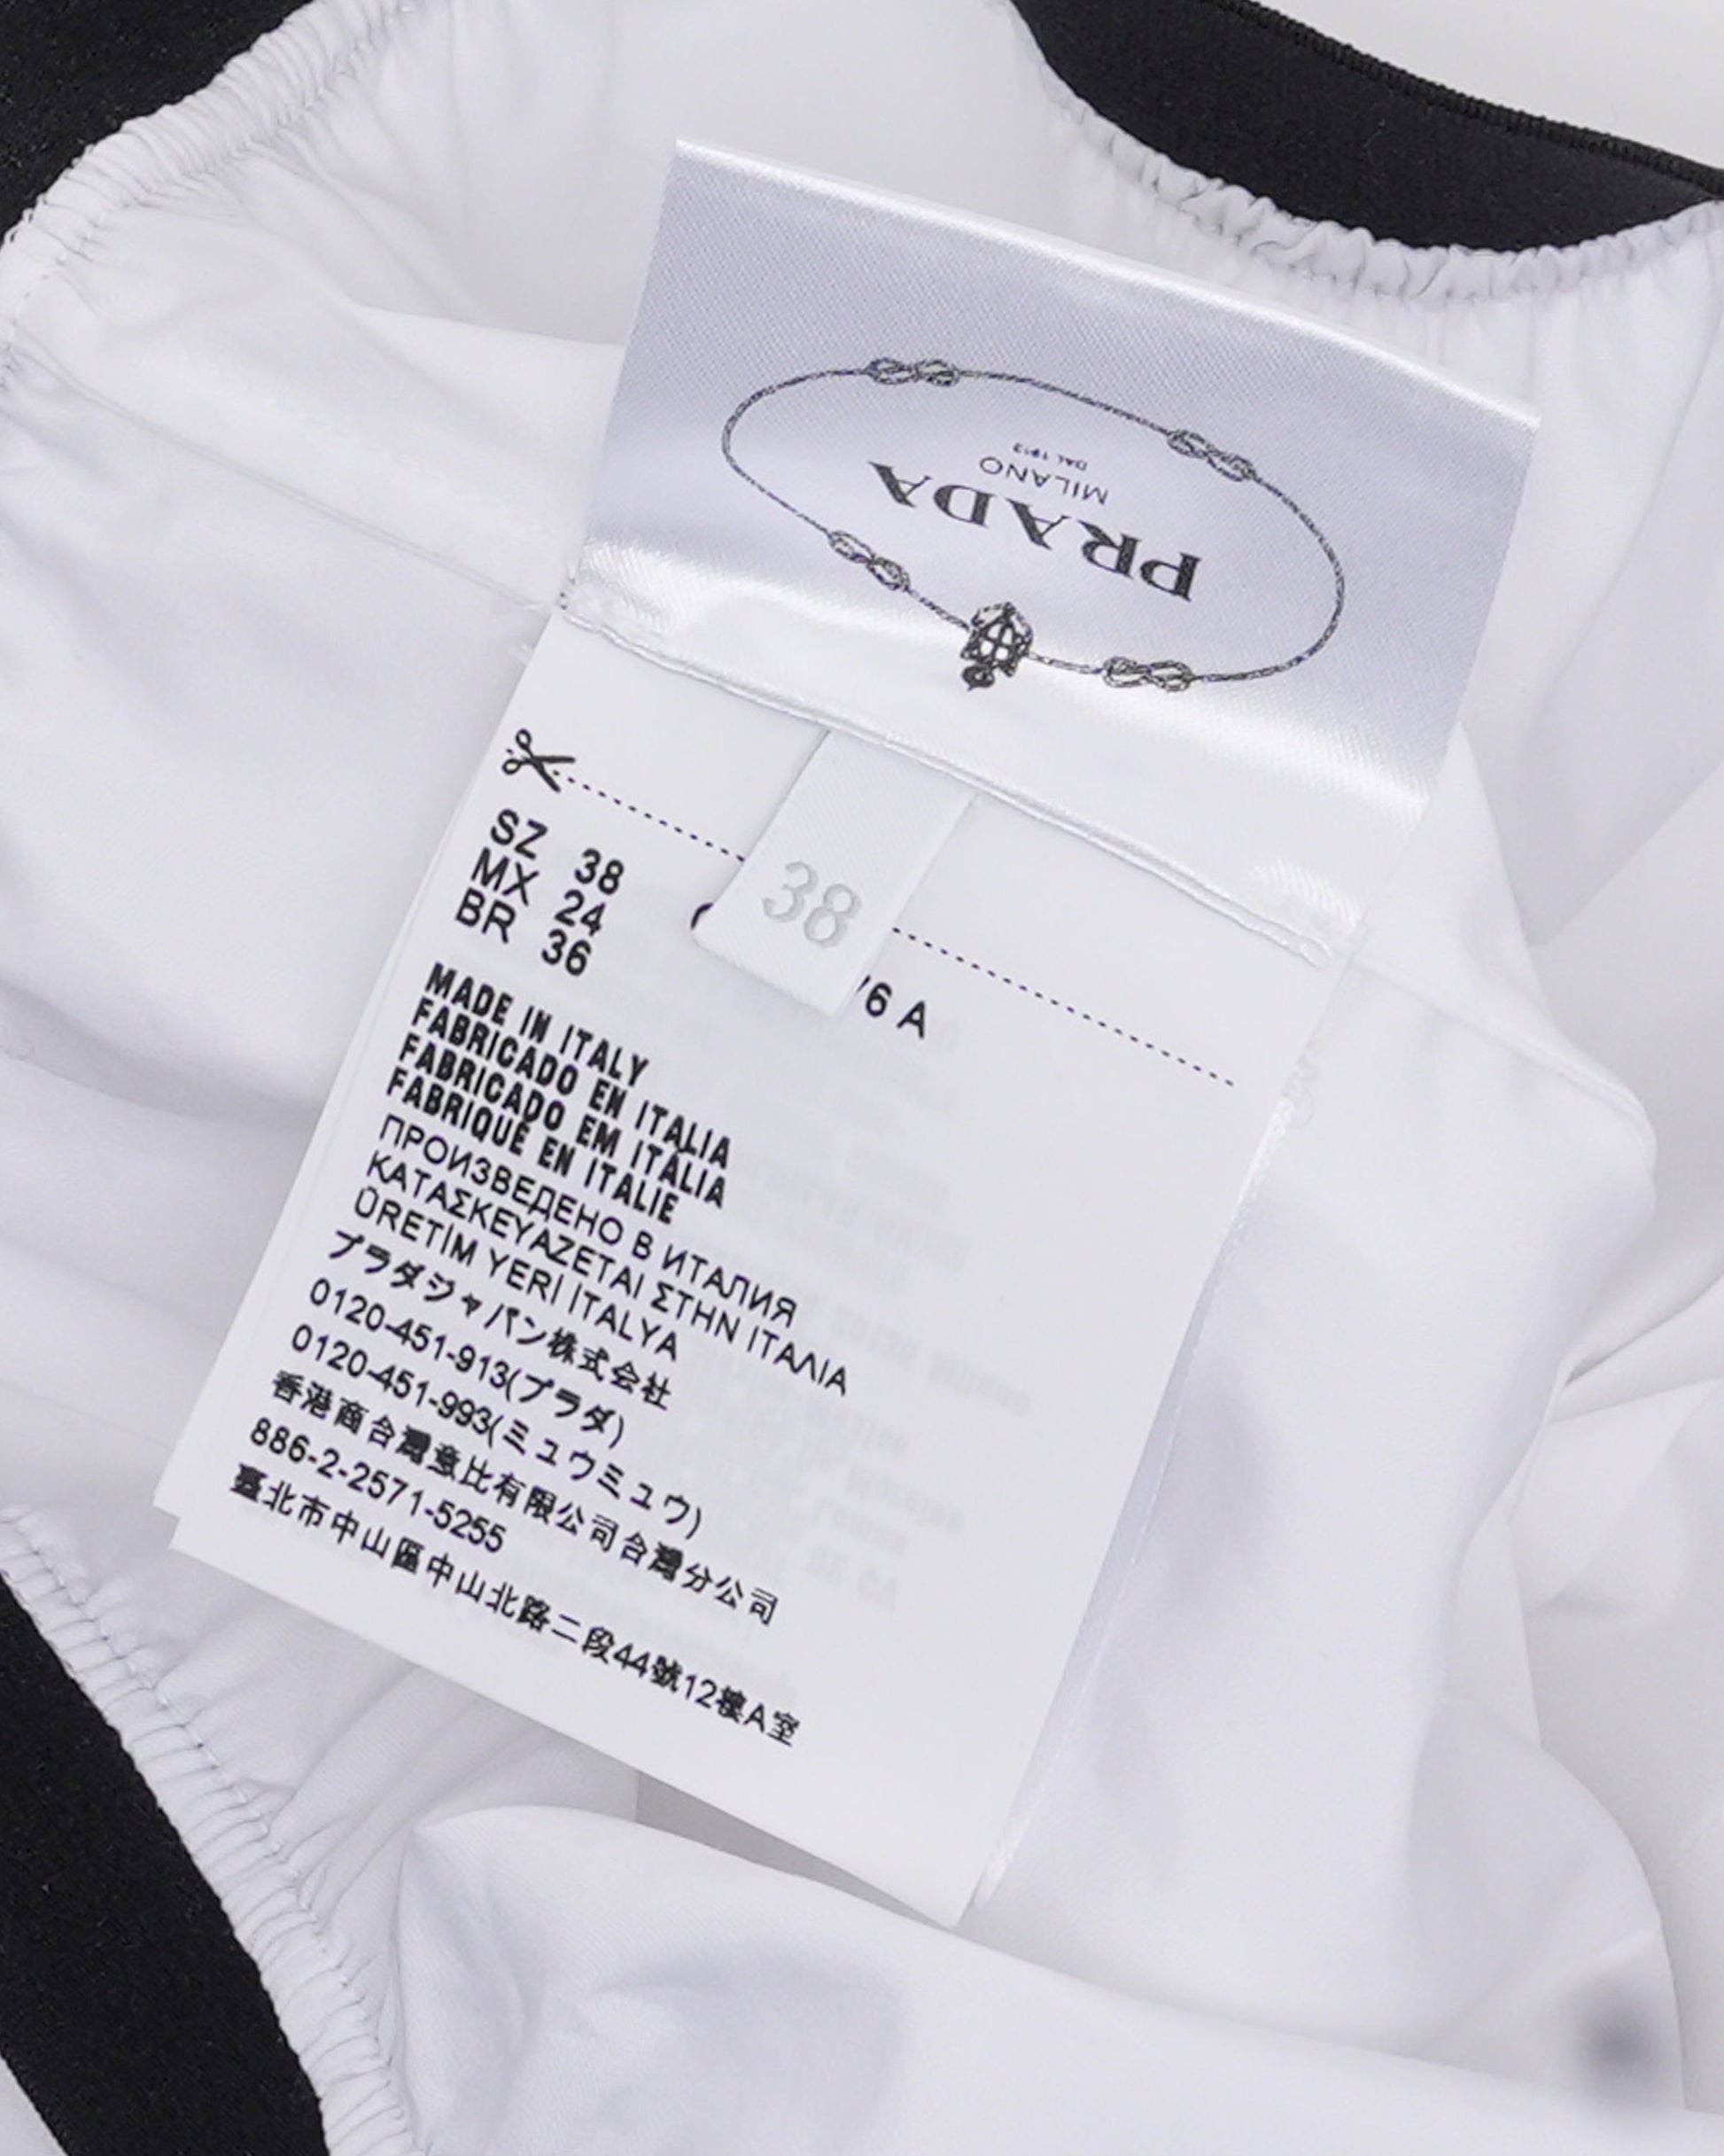 PRADA
MILANO
DAL 1913
38
SZ 38
MX 24
BR 36
6 A
MADE IN ITALY
FABRICADO EN ITALIA
FABRICADO EM ITÁLIA
FABRIQUÉ EN ITALIE
ПРОИЗВЕДЕНО В ИТАЛИЯ
ΚΑΤΑΣΚΕΥΑΖΕΤΑΙ ΣΤΗΝ ΙΤΑΛΙΑ
ÜRETİM YERİ İTALYA
プラダジャパン株式会社
0120-451-913(プラダ)
0120-451-993(ミュウミュウ)
香港商台灣意比有限公司台灣分公司
886-2-2571-5255
臺北市中山區中山北路二段44號12樓A室